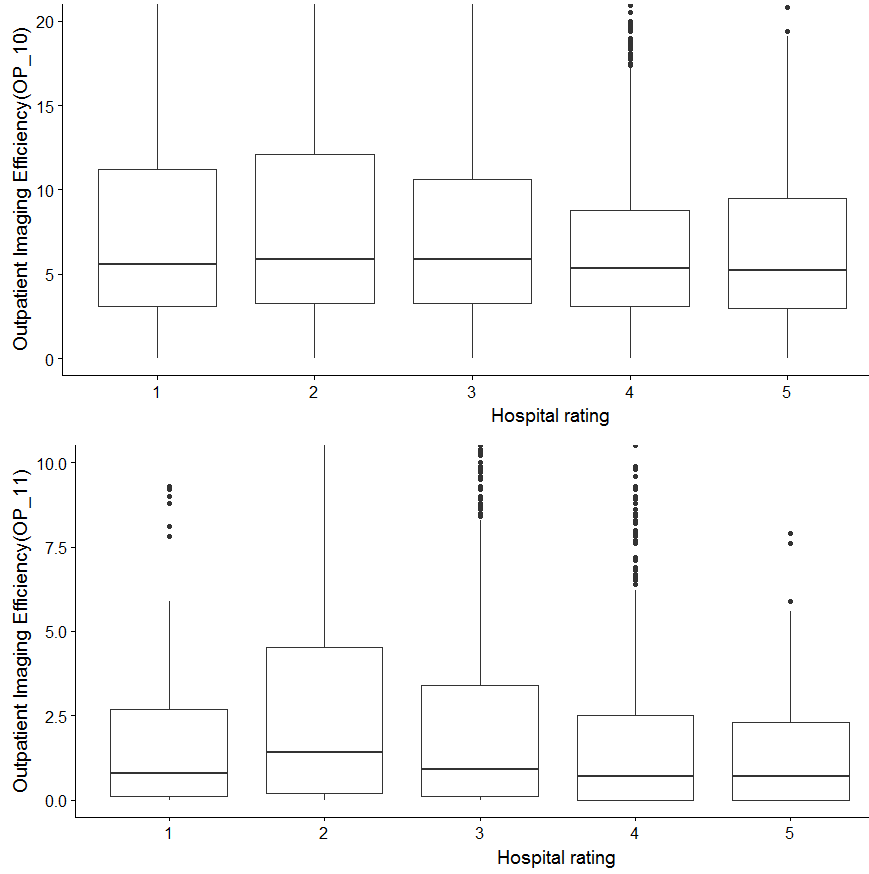 Outpatient Imaging Efficiency(OP_10)
20
15
10
5
0
1 2 3 4 5
Hospital rating
Outpatient Imaging Efficiency(OP_11)
10.0
7.5
5.0
2.5
0.0
1 2 3 4 5
Hospital rating